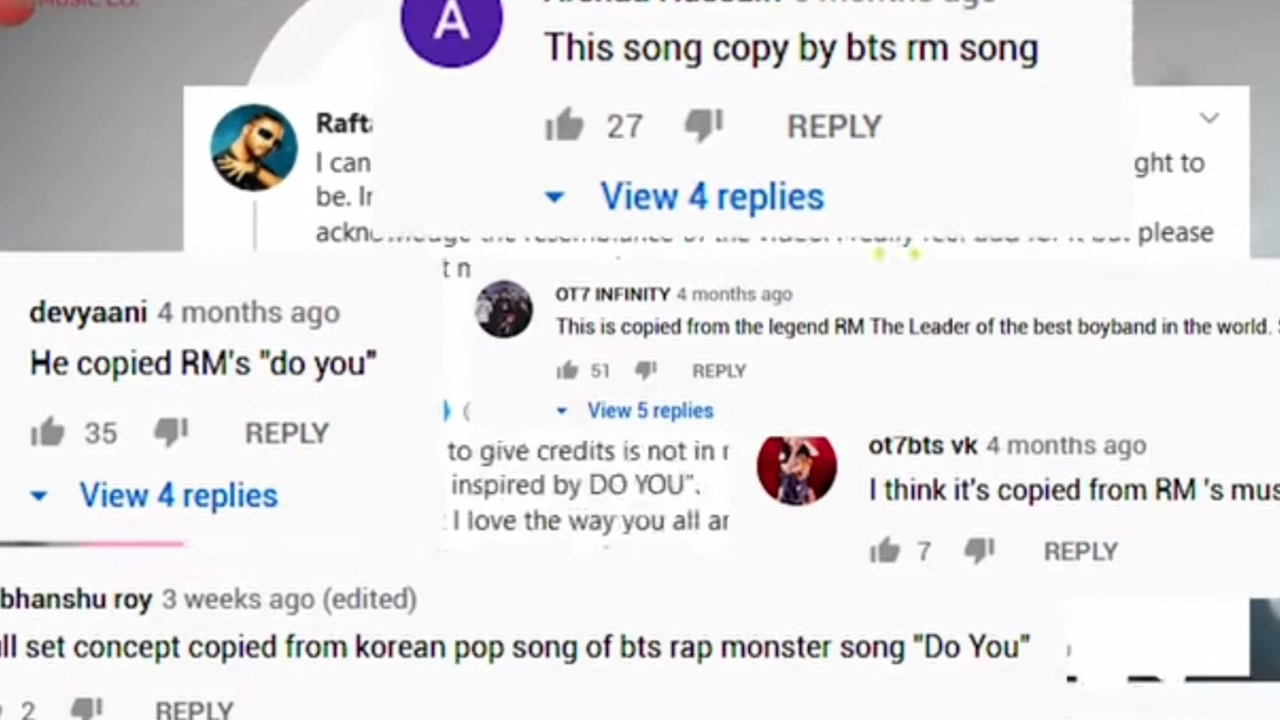 MUSIC CO.
months ago
This song copy by bts rm song
27 REPLY
View 4 replies
I can
ght to
be.
please
devyaani 4 months ago
He copied RM's "do you"
35 REPLY
View 4 replies
OT7 INFINITY 4 months ago
This is copied from the legend RM The Leader of the best boyband in the world.
51 REPLY
View 5 replies
to give credits is not in
inspired by DO YOU".
I love the way you all
ot7bts vk 4 months ago
I think it's copied from RM 's
7 REPLY
bhanshu roy 3 weeks ago (edited)
set concept copied from korean pop song of bts rap monster song "Do You"
2 REPLY